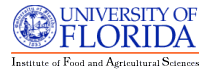 UNIVERSITY OF
FLORIDA
Institute of Food and Agricultural Sciences